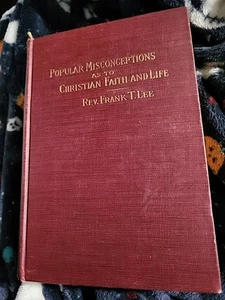 POPULAR MISCONCEPTIONS
AS TO
CHRISTIAN FAITH AND LIFE
REV. FRANK T. LEE